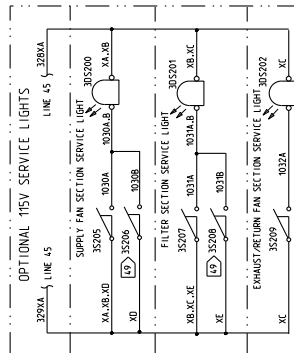 OPTIONAL 115V SERVICE LIGHTS
329XA
LINE 45
LINE 45
328XA
SUPPLY FAN SECTION SERVICE LIGHT
3DS200
XA.XB.XD
3S205
1030A
1030A.B
XA.XB
XD
3S206
49
1030B
FILTER SECTION SERVICE LIGHT
3DS201
XB.XC.XE
3S207
1031A
1031A.B
XB.XC
XE
3S208
49
1031B
EXHAUST/RETURN FAN SECTION SERVICE LIGHT
3DS202
XC
3S209
1032A
XC